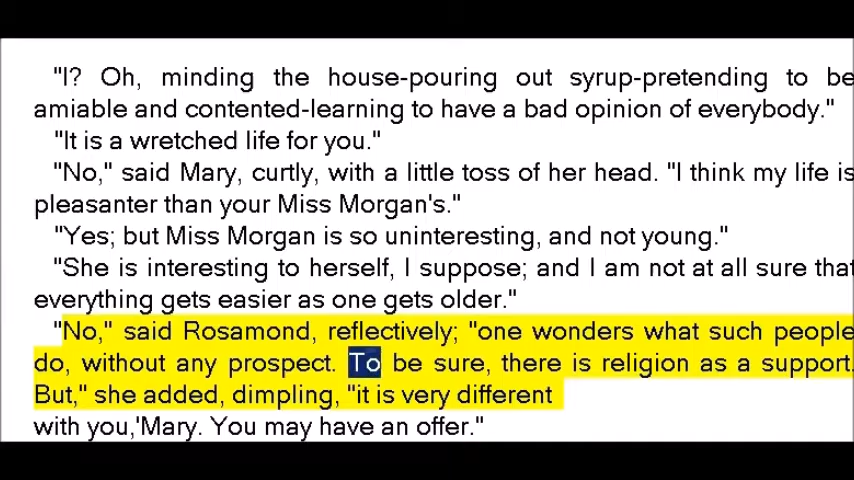 "I? Oh, minding the house-pouring out syrup-pretending to be
amiable and contented-learning to have a bad opinion of everybody."
"It is a wretched life for you."
"No," said Mary, curtly, with a little toss of her head. "I think my life is
pleasanter than your Miss Morgan's."
"Yes; but Miss Morgan is so uninteresting, and not young."
"She is interesting to herself, I suppose; and I am not at all sure that
everything gets easier as one gets older."
"No," said Rosamond, reflectively; "one wonders what such people
do, without any prospect. To be sure, there is religion as a support.
But," she added, dimpling, "it is very different
with you,'Mary. You may have an offer."